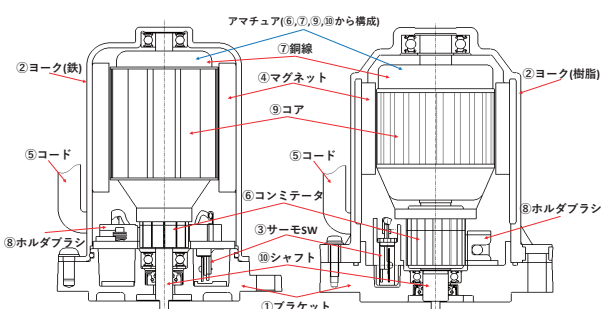 アマチュア(⑥,⑦,⑨,⑩から構成)
⑦銅線
②ヨーク(鉄)
④マグネット
②ヨーク(樹脂)
⑨コア
⑤コード
⑤コード
⑥コンミテータ
⑧ホルダブラシ
⑧ホルダブラシ
③サーモSW
⑩シャフト
①ブラケット